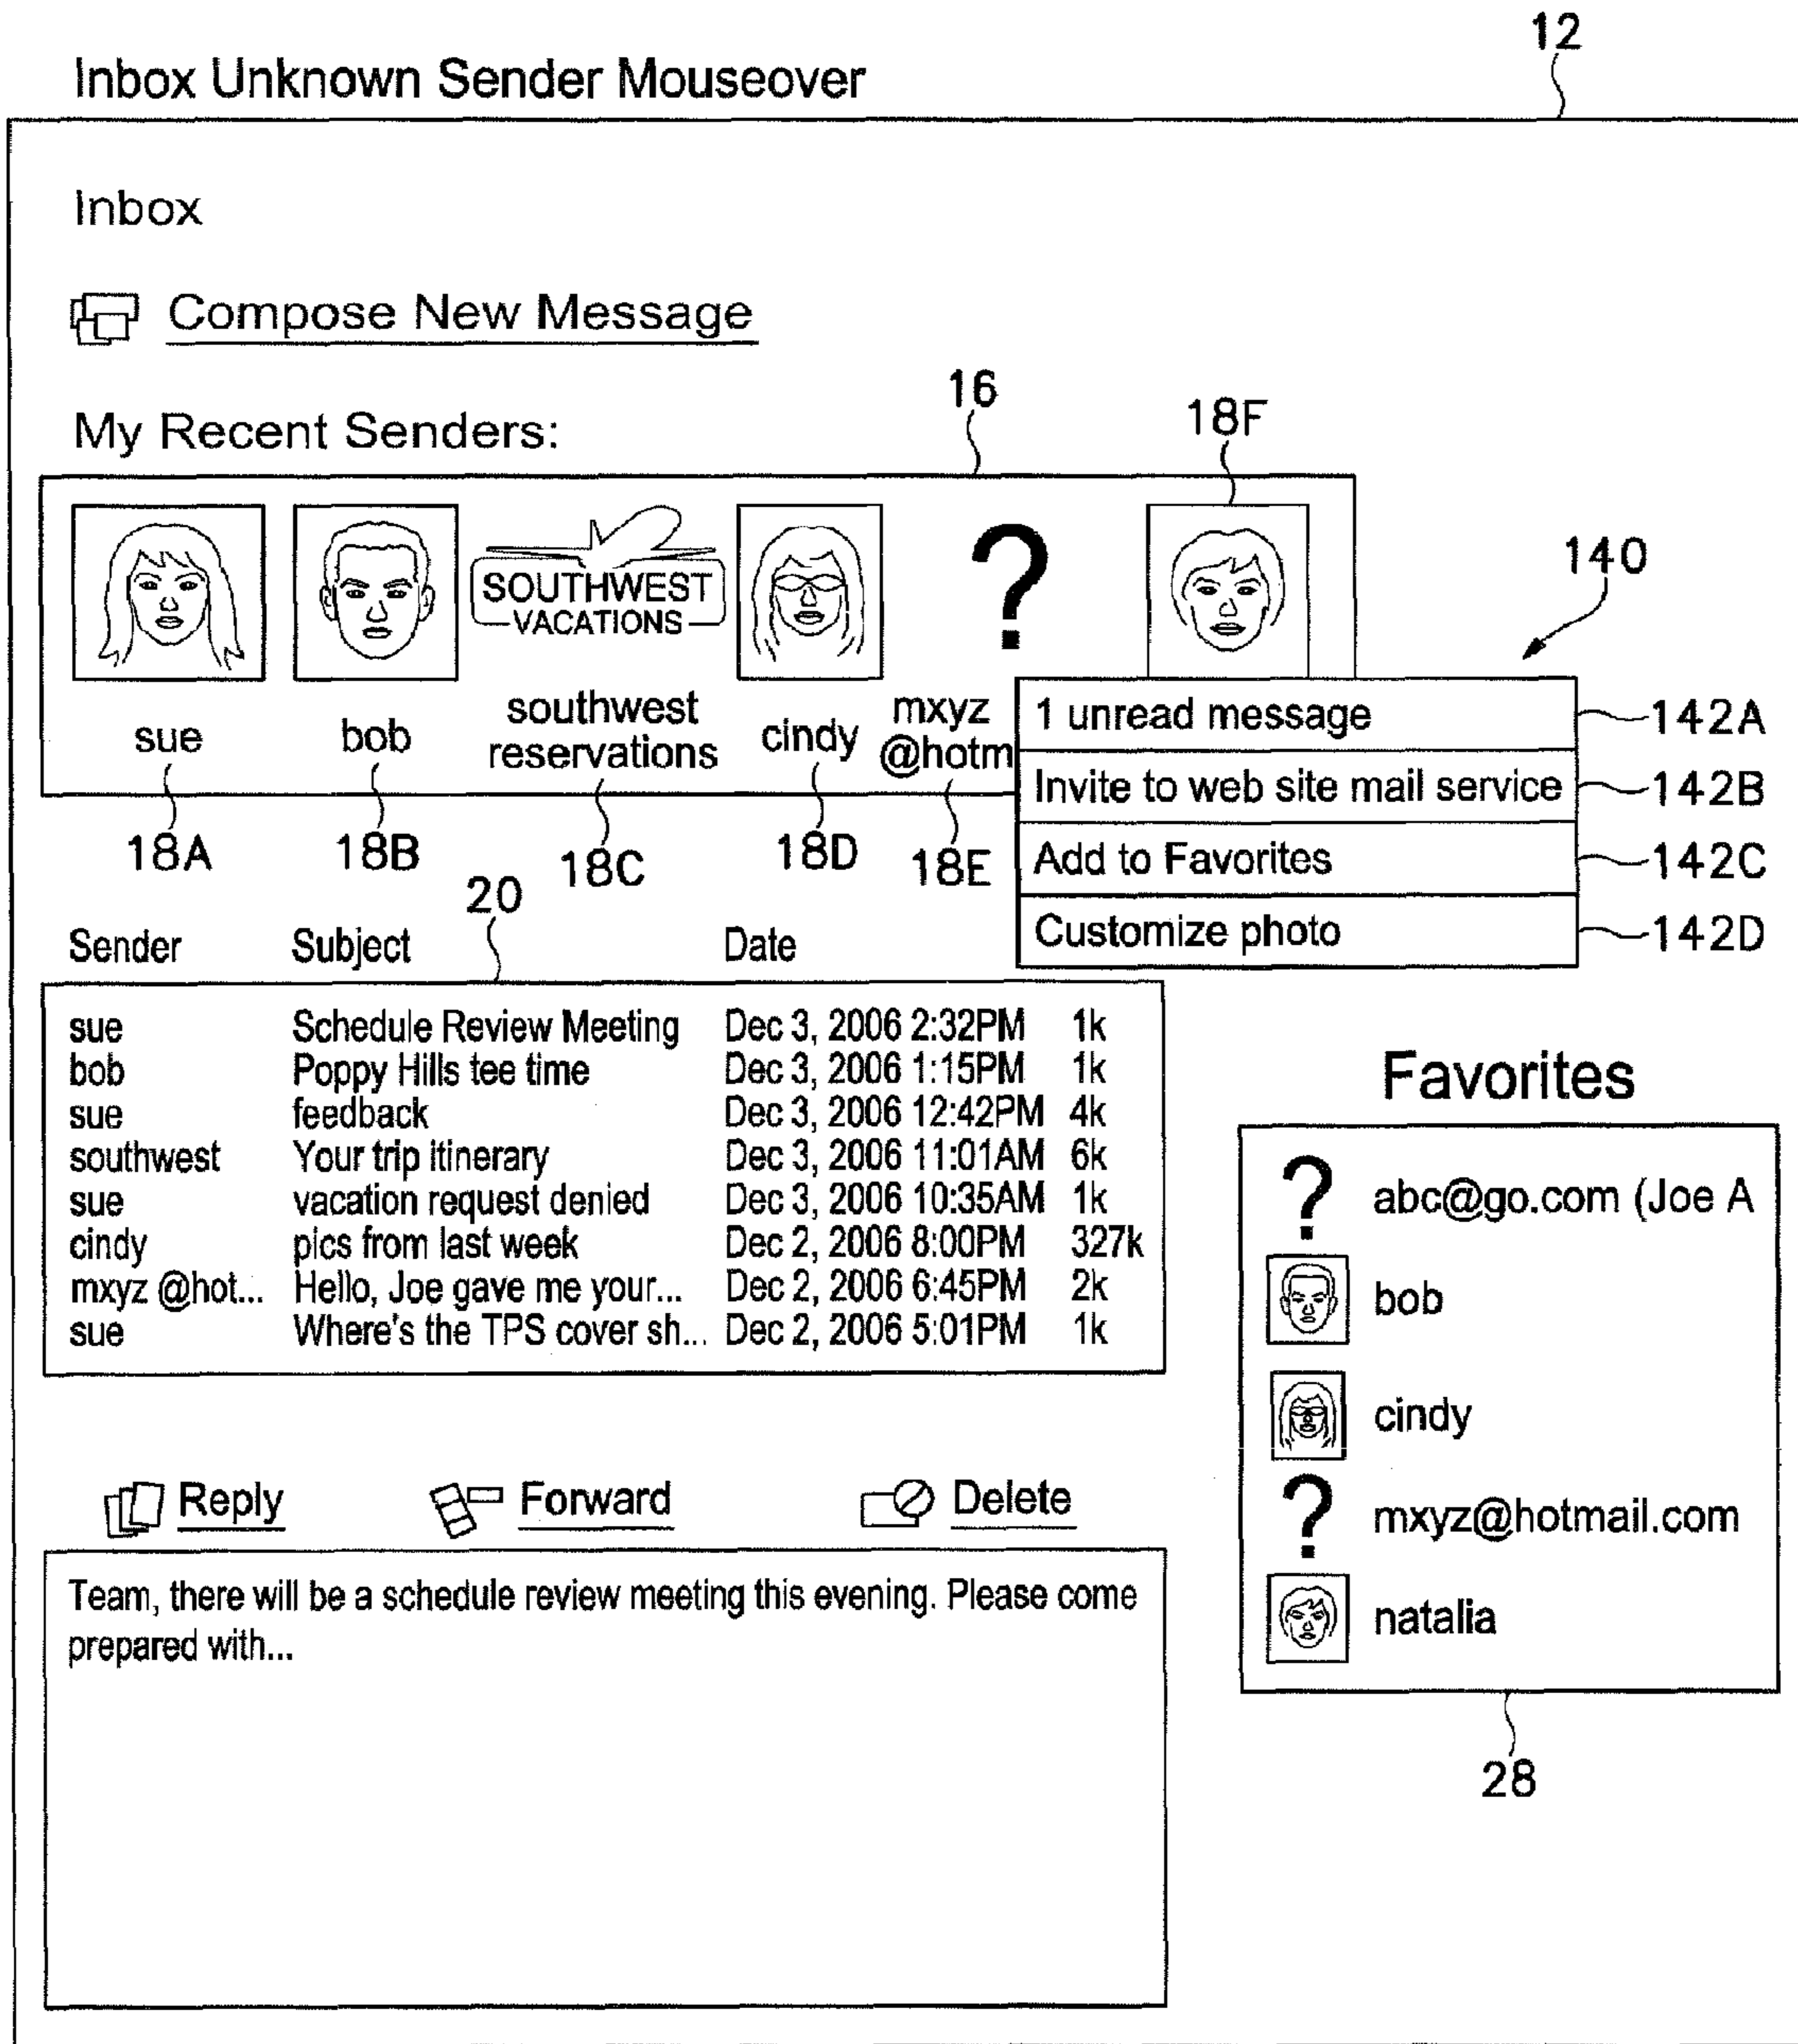 12
Inbox Unknown Sender Mouseover
Inbox
Compose New Message
My Recent Senders:
16
18F
140
SOUTHWEST
VACATIONS
?
sue
bob
southwest
reservations
cindy
mxyz
@hotm
1 unread message
142A
Invite to web site mail service
142B
Add to Favorites
142C
Customize photo
142D
18A
18B
18C
18D
18E
20
Sender Subject Date
sue Schedule Review Meeting Dec 3, 2006 2:32PM 1k
bob Poppy Hills tee time Dec 3, 2006 1:15PM 1k
sue feedback Dec 3, 2006 12:42PM 4k
southwest Your trip itinerary Dec 3, 2006 11:01AM 6k
sue vacation request denied Dec 3, 2006 10:35AM 1k
cindy pics from last week Dec 2, 2006 8:00PM 327k
mxyz @hot... Hello, Joe gave me your... Dec 2, 2006 6:45PM 2k
sue Where's the TPS cover sh... Dec 2, 2006 5:01PM 1k
Favorites
? abc@go.com (Joe A
bob
cindy
? mxyz@hotmail.com
natalia
28
Reply Forward Delete
Team, there will be a schedule review meeting this evening. Please come
prepared with...